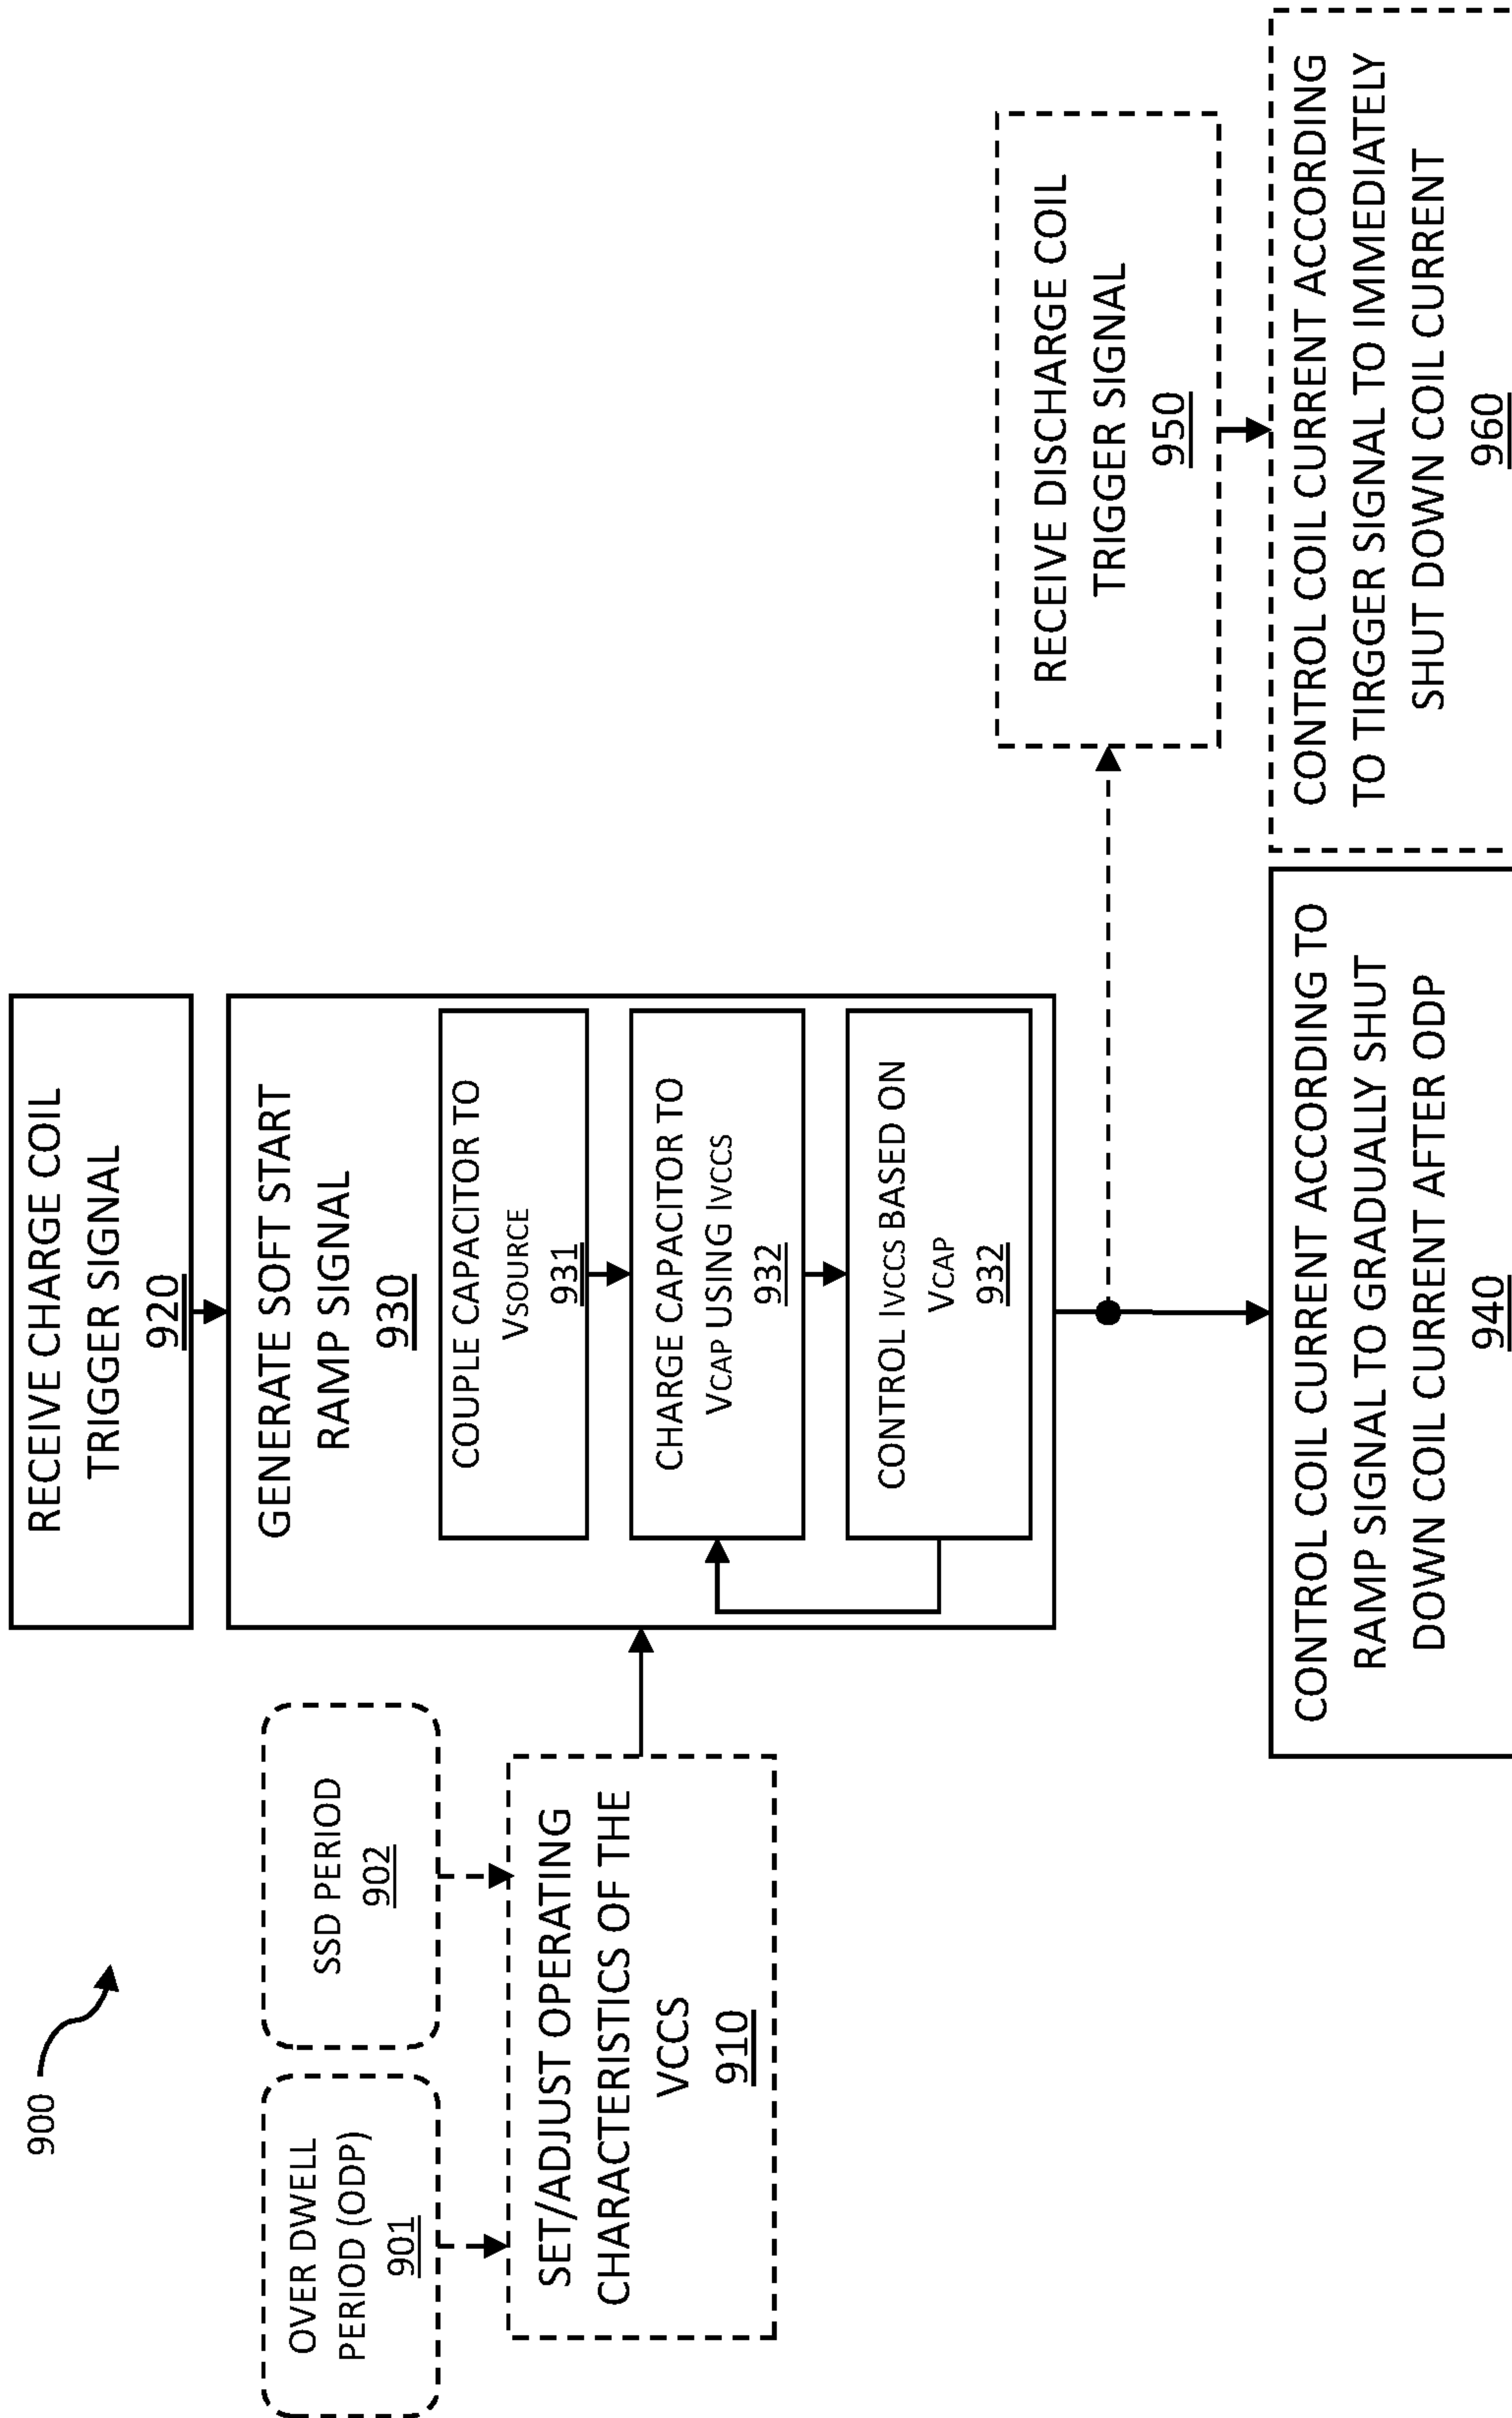 900
OVER DWELL
PERIOD (ODP)
901
SSD PERIOD
902
SET/ADJUST OPERATING
CHARACTERISTICS OF THE
VCCS
910
RECEIVE CHARGE COIL
TRIGGER SIGNAL
920
GENERATE SOFT START
RAMP SIGNAL
930
COUPLE CAPACITOR TO
VSOURCE
931
CHARGE CAPACITOR TO
VCAP USING IVCCS
932
CONTROL IVCCS BASED ON
VCAP
932
CONTROL COIL CURRENT ACCORDING TO
RAMP SIGNAL TO GRADUALLY SHUT
DOWN COIL CURRENT AFTER ODP
940
RECEIVE DISCHARGE COIL
TRIGGER SIGNAL
950
CONTROL COIL CURRENT ACCORDING
TO TIRGGER SIGNAL TO IMMEDIATELY
SHUT DOWN COIL CURRENT
960